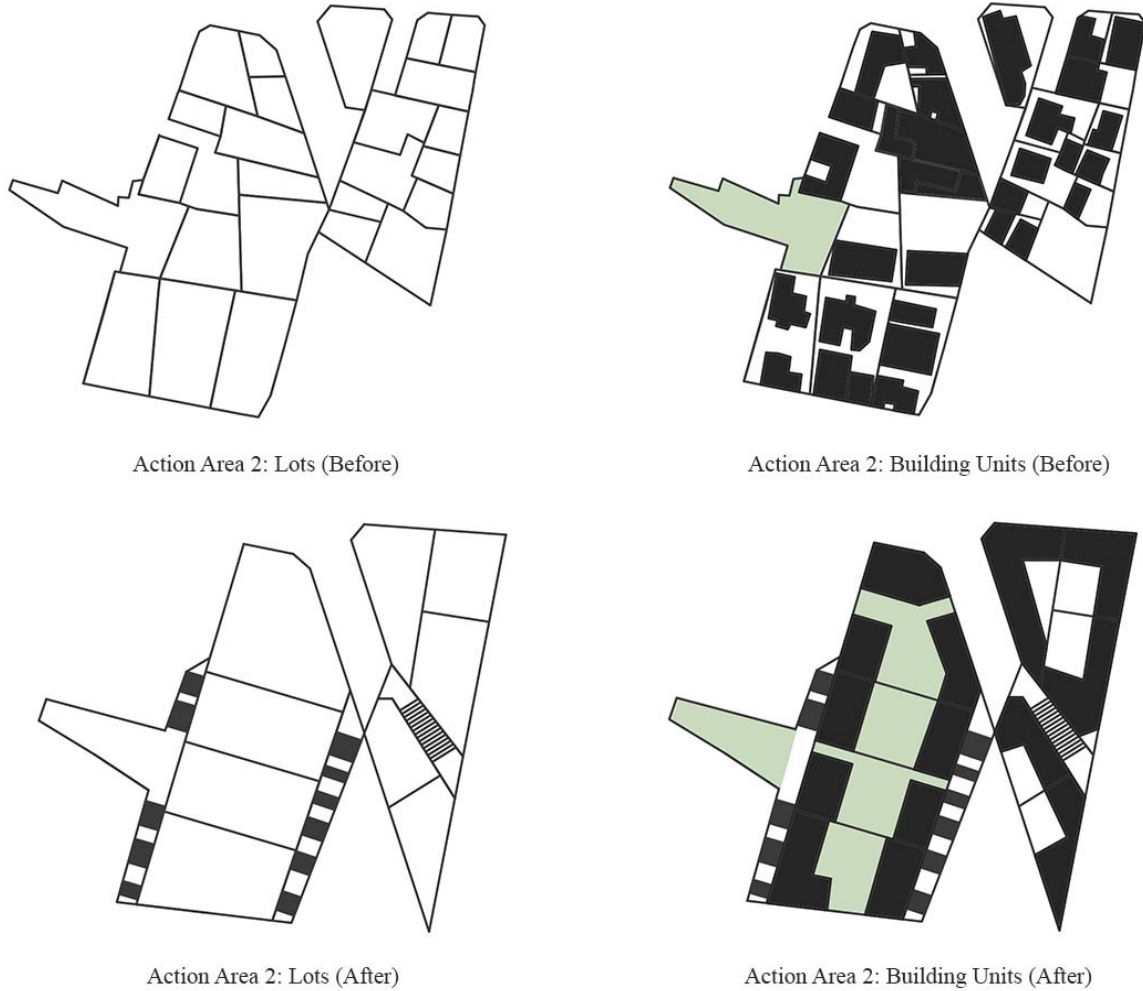 Action Area 2: Lots (Before)
Action Area 2: Building Units (Before)
Action Area 2: Lots (After)
Action Area 2: Building Units (After)